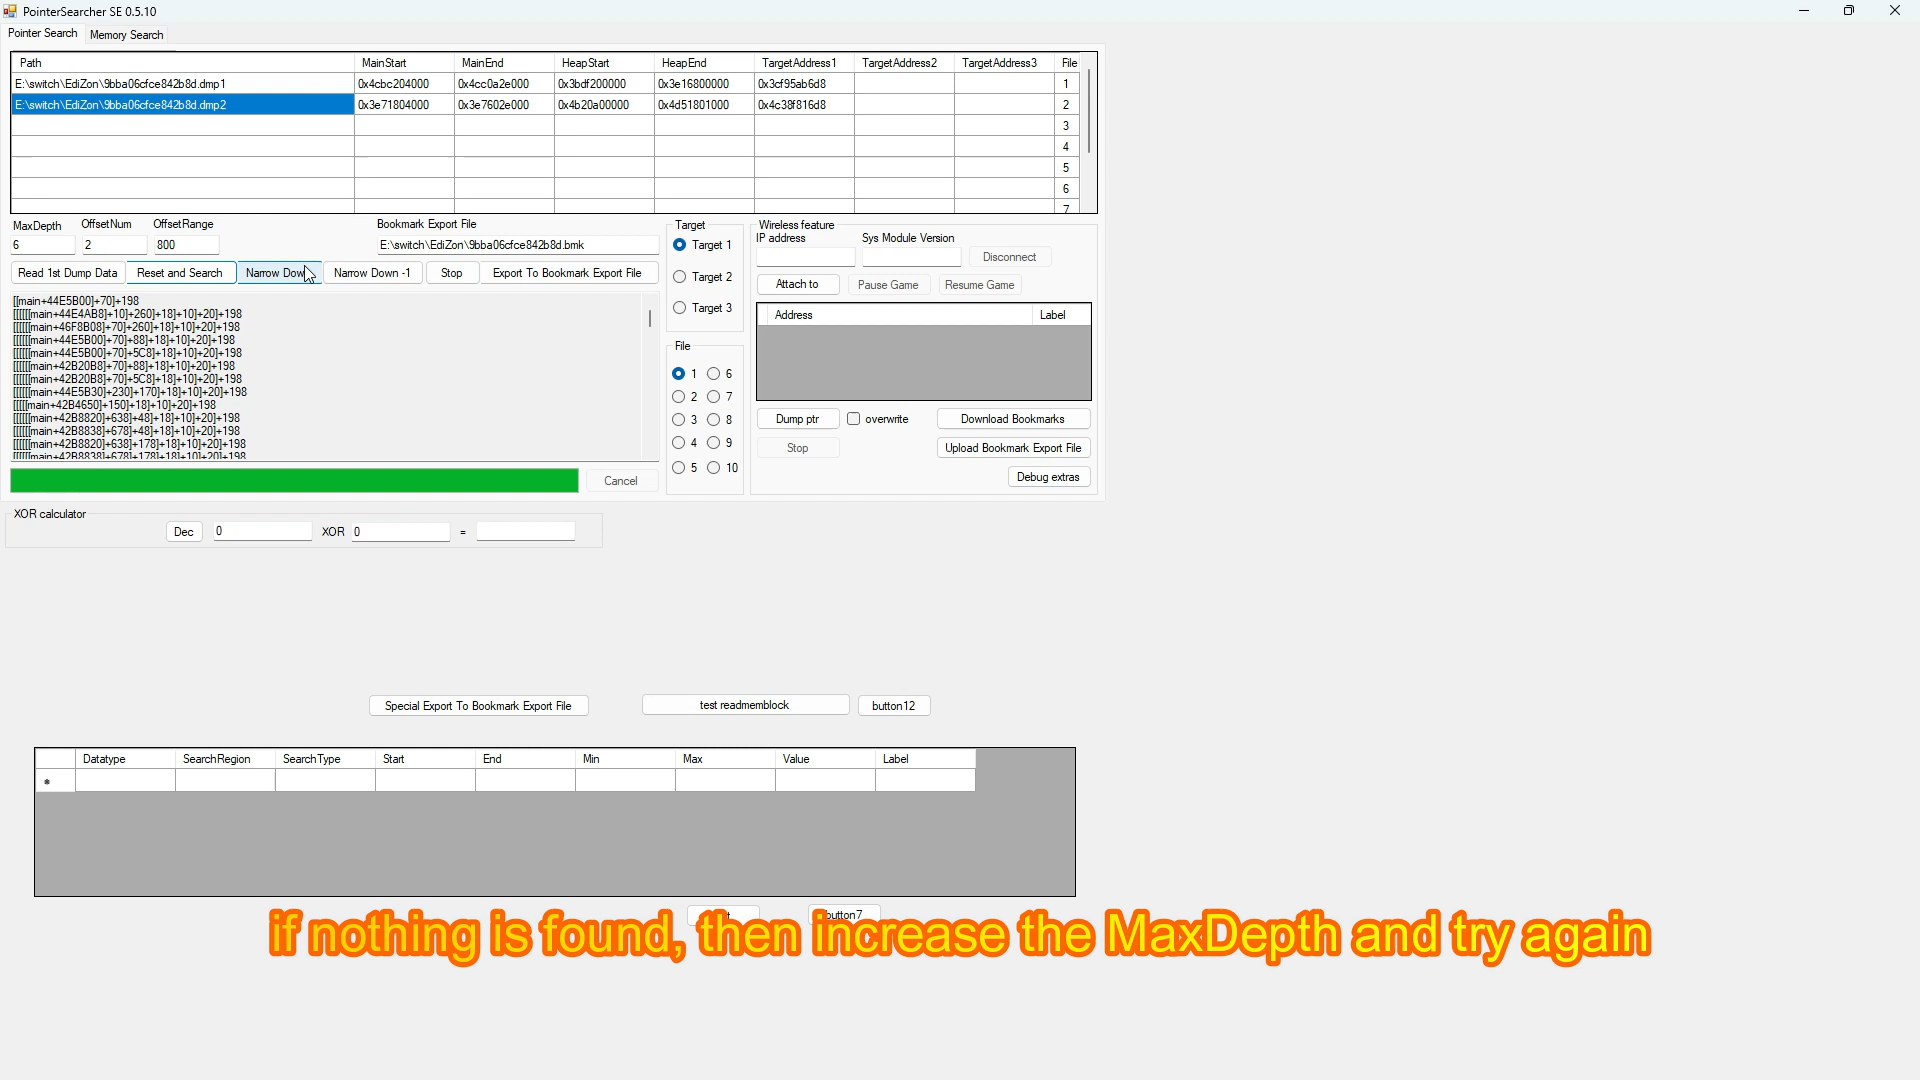 PointerSearcher SE 0.5.10
Pointer Search Memory Search
Path MainStart MainEnd HeapStart HeapEnd TargetAddress1 TargetAddress2 TargetAddress3 File
E:\switch\EdiZon\9bba06cfce842b8d.dmp1 0x4cbc204000 0x4cc0a2e000 0x3bdf200000 0x3e16800000 0x3cf95ab6d8 1
E:\switch\EdiZon\9bba06cfce842b8d.dmp2 0x3e71804000 0x3e7602e000 0x4b20a00000 0x4d51801000 0x4c38f816d8 2
3
4
5
6
7
MaxDepth OffsetNum OffsetRange Bookmark Export File
6 2 800 E:\switch\EdiZon\9bba06cfce842b8d.bmk
Read 1st Dump Data Reset and Search Narrow Down Narrow Down -1 Stop Export To Bookmark Export File
[[main+44E5B00]+70]+198
[[[[[[main+44E4AB8]+10]+260]+18]+10]+20]+198
[[[[[[main+46F8B08]+70]+260]+18]+10]+20]+198
[[[[[[main+44E5B00]+70]+88]+18]+10]+20]+198
[[[[[[main+44E5B00]+70]+5C8]+18]+10]+20]+198
[[[[[[main+42B20B8]+70]+88]+18]+10]+20]+198
[[[[[[main+42B20B8]+70]+5C8]+18]+10]+20]+198
[[[[[[main+44E5B30]+230]+170]+18]+10]+20]+198
[[[[[main+42B4650]+150]+18]+10]+20]+198
[[[[[[main+42B8820]+638]+48]+18]+10]+20]+198
[[[[[[main+42B8838]+678]+48]+18]+10]+20]+198
[[[[[[main+42B8820]+638]+178]+18]+10]+20]+198
[[[[[[main+42B8838]+678]+178]+18]+10]+20]+198
Cancel
Target
Target 1
Target 2
Target 3
File
1 6
2 7
3 8
4 9
5 10
Wireless feature
IP address Sys Module Version
Disconnect
Attach to Pause Game Resume Game
Address Label
Dump ptr overwrite Download Bookmarks
Stop Upload Bookmark Export File
Debug extras
XOR calculator
Dec 0 XOR 0 =
Special Export To Bookmark Export File test readmemblock button12
Datatype SearchRegion SearchType Start End Min Max Value Label
*
button7
if nothing is found, then increase the MaxDepth and try again